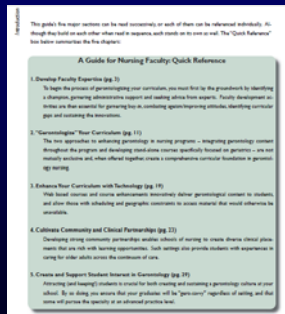 Introduction
This guide's five major sections can be read successively, or each of them can be referenced individually. Al-
though they build on each other when read in sequence, each stands on its own as well. The "Quick Reference"
box below summarizes the five chapters:
A Guide for Nursing Faculty: Quick Reference
1. Develop Faculty Expertise (pg. 3)
To begin the process of gerontologizing your curriculum, you must first lay the groundwork by identifying
a champion, garnering administrative support and seeking advice from experts. Faculty development ac-
tivities are then essential for garnering buy-in, combating ageism/improving attitudes, identifying curricular
gaps and sustaining the innovations.
2. "Gerontologize" Your Curriculum (pg. 11)
The two approaches to enhancing gerontology in nursing programs – integrating gerontology content
throughout the program and developing stand-alone courses specifically focused on geriatrics – are not
mutually exclusive and, when offered together, create a comprehensive curricular foundation in gerontol-
ogy nursing
3. Enhance Your Curriculum with Technology (pg. 19)
Web based courses and course enhancements innovatively deliver gerontological content to students,
and allow those with scheduling and geographic constraints to access material that would otherwise be
unavailable.
4. Cultivate Community and Clinical Partnerships (pg. 23)
Developing strong community partnerships enables schools of nursing to create diverse clinical place-
ments that are rich with learning opportunities. Such settings also provide students with experiences in
caring for older adults across the continuum of care.
5. Create and Support Student Interest in Gerontology (pg. 29)
Attracting (and keeping!) students is crucial for both creating and sustaining a gerontology culture at your
school. By so doing, you ensure that your graduates will be "gero-savvy" regardless of setting, and that
some will pursue the specialty at an advanced practice level.